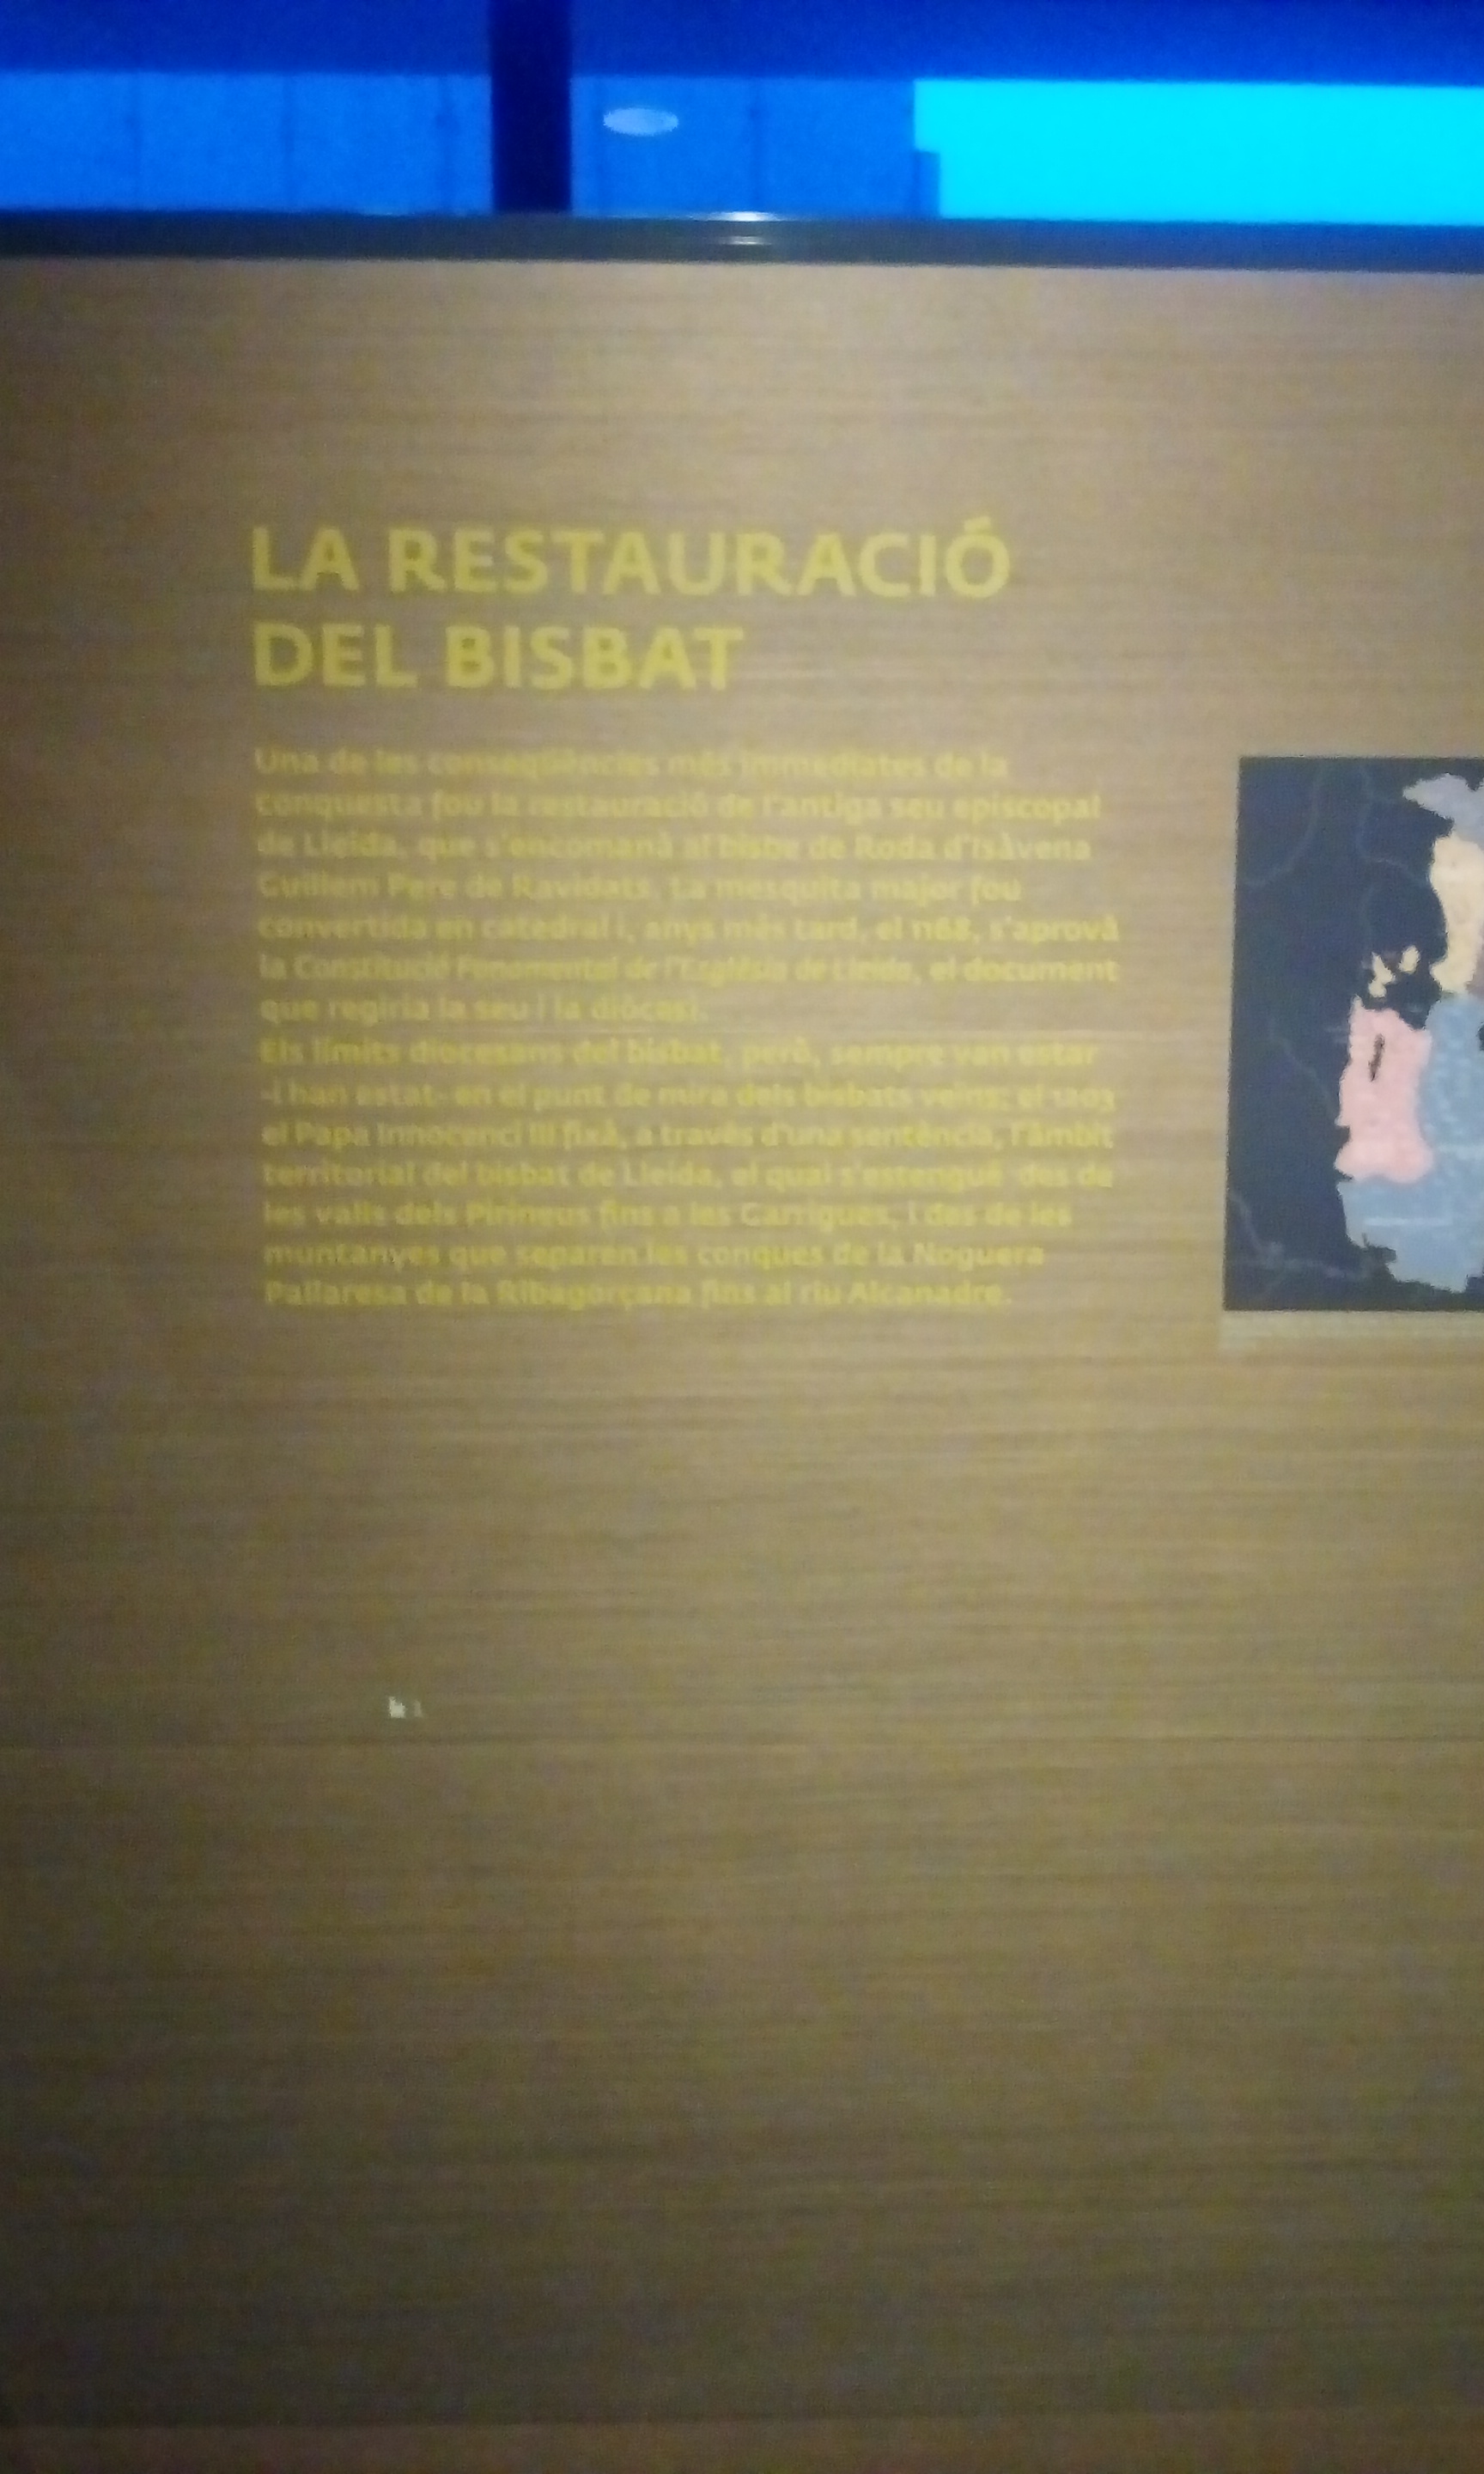 LA RESTAURACIÓ
DEL BISBAT
Una de les conseqüències més immediates de la
conquesta fou la restauració de l'antiga seu episcopal
de Lleida, que s'encomanà al bisbe de Roda d'Isàvena
Guillem Pere de Ravidats. La mesquita major fou
convertida en catedral i, anys més tard, el 1168, s'aprovà
la Constitució Fonamental de l'Església de Lleida, el document
que regiria la seu i la diòcesi.
Els límits diocesans del bisbat, però, sempre van estar
-i han estat- en el punt de mira dels bisbats veïns; el 1203
el Papa Innocenci III fixà, a través d'una sentència, l'àmbit
territorial del bisbat de Lleida, el qual s'estengué des de
les valls dels Pirineus fins a les Garrigues, i des de les
muntanyes que separen les conques de la Noguera
Pallaresa de la Ribagorçana fins al riu Alcanadre.